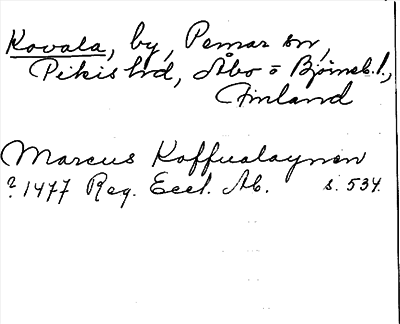 Kovala, by, Pemar sn,
Pikis hd, Åbo o Björneb. l.,
Finland
Marcus Koffualaynen
? 1477 Reg. Eccl. Ab. s. 534.